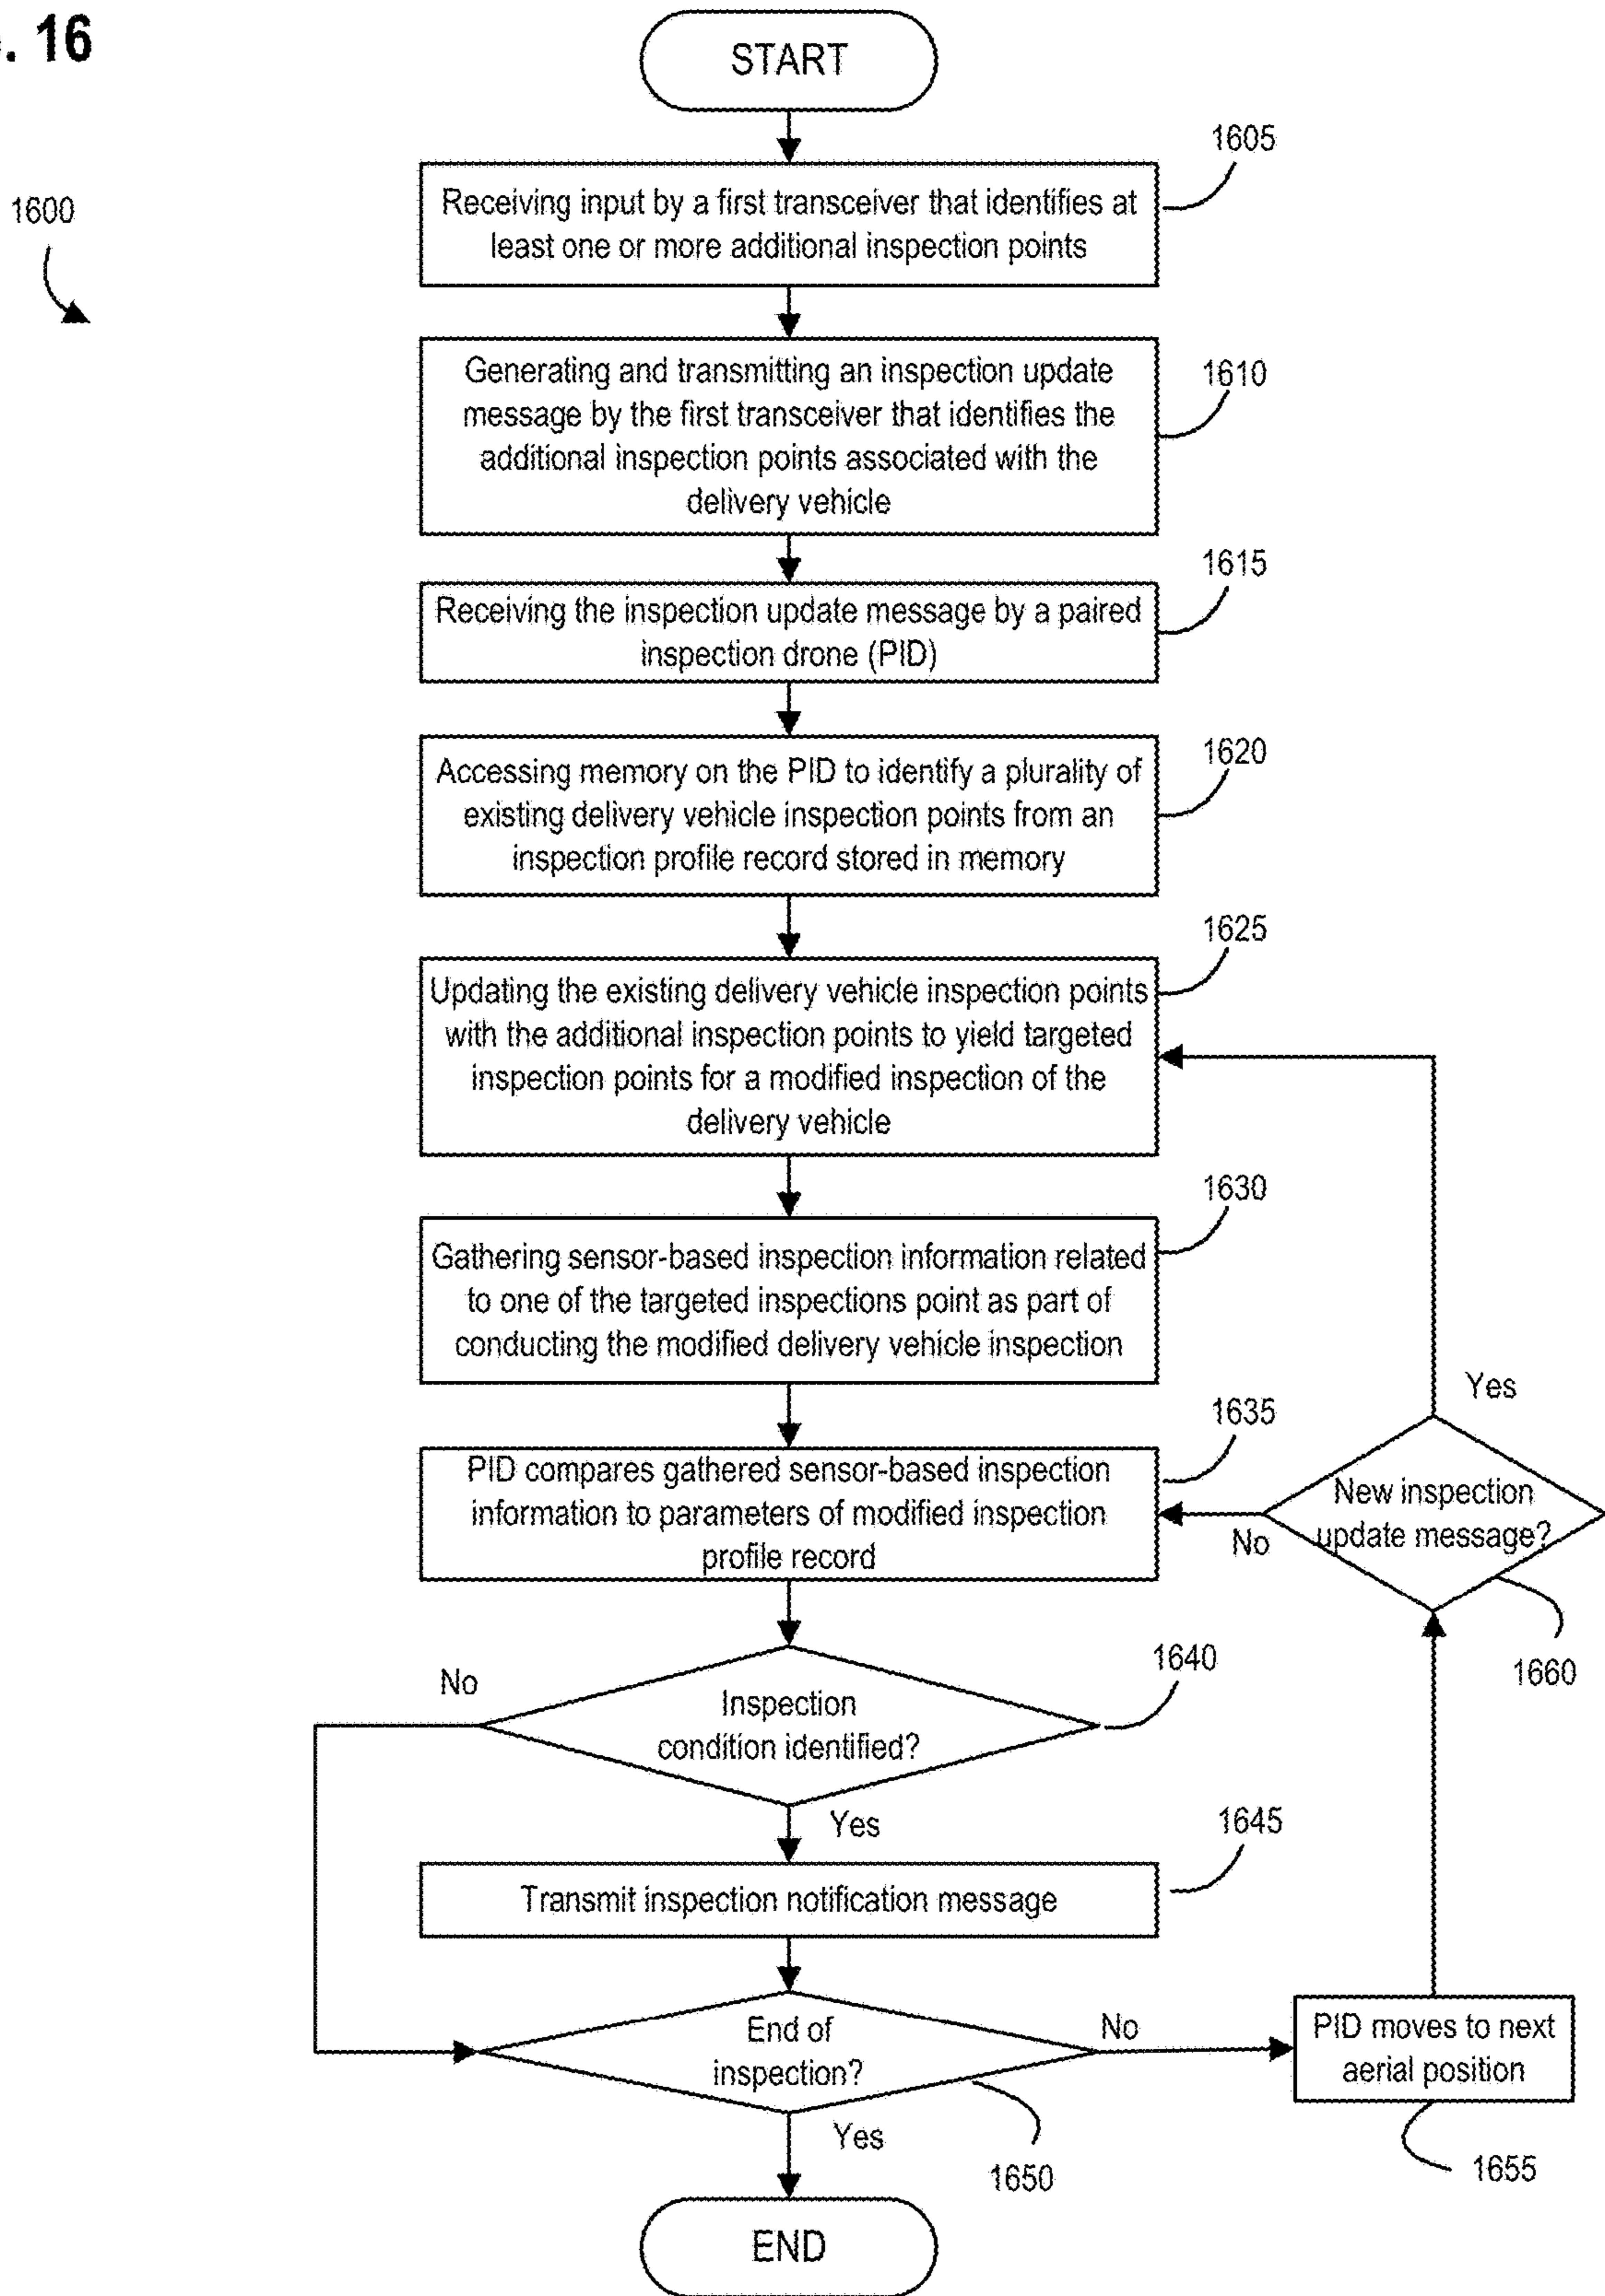 . 16
START
1605
1600
Receiving input by a first transceiver that identifies at
least one or more additional inspection points
1610
Generating and transmitting an inspection update
message by the first transceiver that identifies the
additional inspection points associated with the
delivery vehicle
1615
Receiving the inspection update message by a paired
inspection drone (PID)
1620
Accessing memory on the PID to identify a plurality of
existing delivery vehicle inspection points from an
inspection profile record stored in memory
1625
Updating the existing delivery vehicle inspection points
with the additional inspection points to yield targeted
inspection points for a modified inspection of the
delivery vehicle
1630
Gathering sensor-based inspection information related
to one of the targeted inspections point as part of
conducting the modified delivery vehicle inspection
Yes
1635
PID compares gathered sensor-based inspection
information to parameters of modified inspection
profile record
New inspection
update message?
No
1660
1640
No
Inspection
condition identified?
Yes
1645
Transmit inspection notification message
End of
inspection?
No
PID moves to next
aerial position
Yes
1650
1655
END